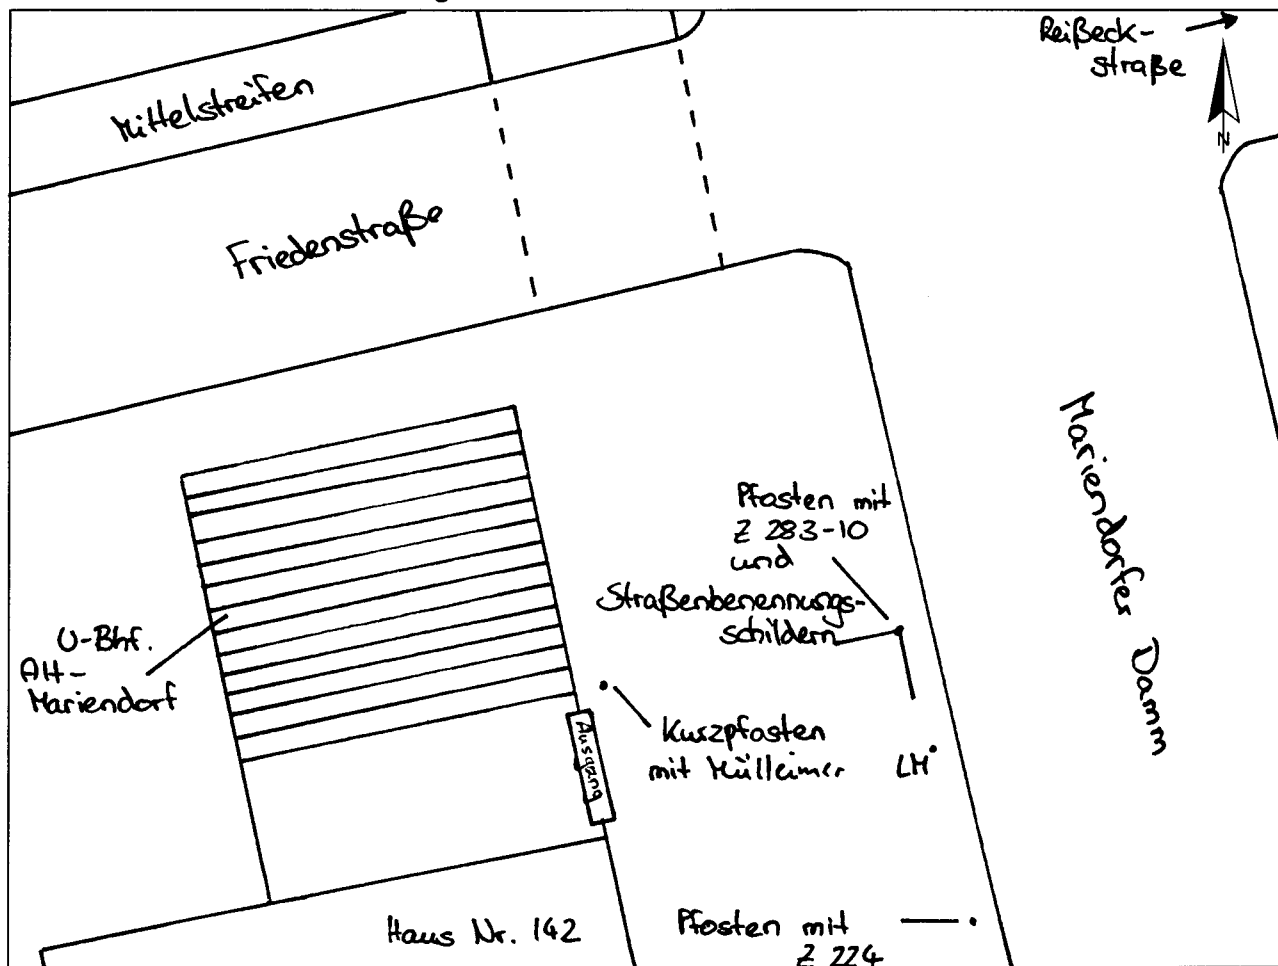 Reißeck-
straße
N
Mittelstreifen
Friedenstraße
Mariendorfer Damm
Pfosten mit
Z 283-10
und
Straßenbenennungs-
schildern
U-Bhf.
Alt-
Mariendorf
Ausgang
Kurzpfosten
mit Mülleimer
LM
Haus Nr. 142
Pfosten mit
Z 224